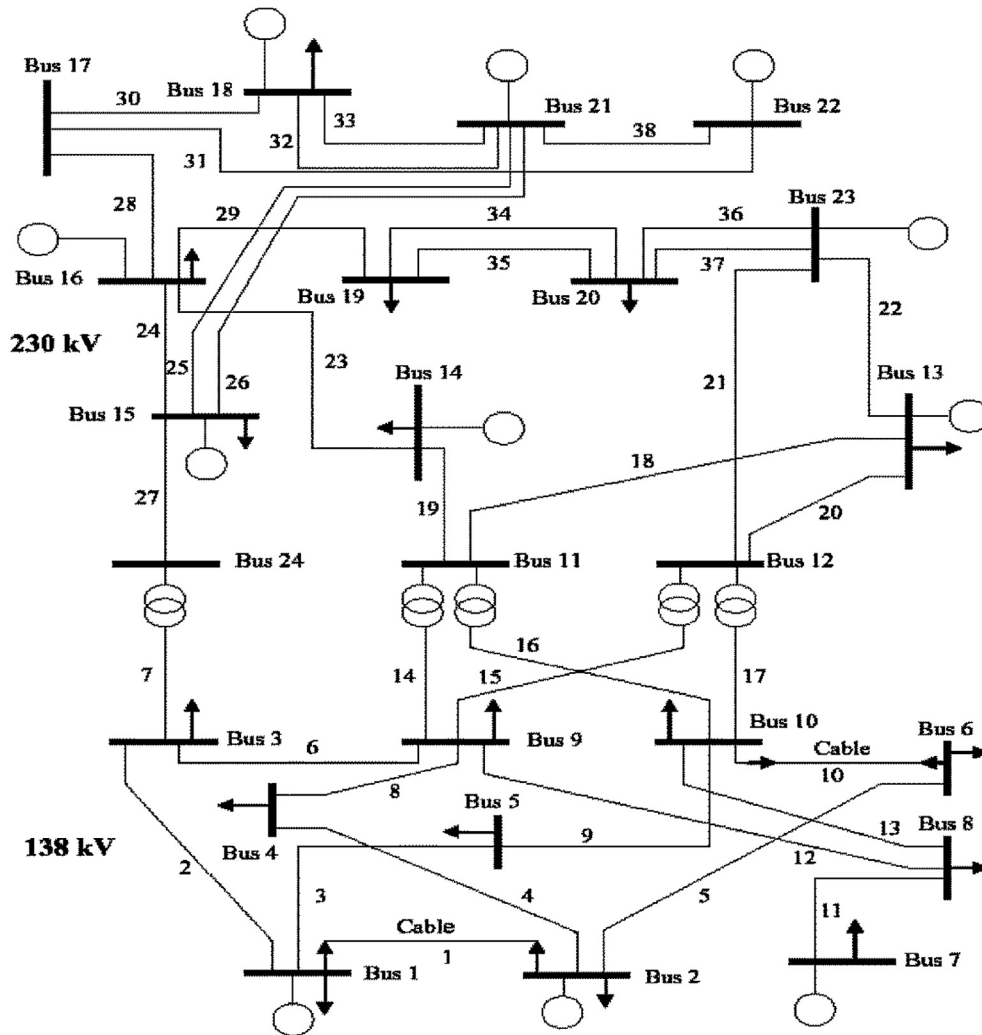 Bus 17
Bus 18
Bus 21
Bus 22
30
33
32
38
31
Bus 23
28
29
34
36
35
37
Bus 16
Bus 19
Bus 20
22
24
230 kV
25
26
23
Bus 14
21
Bus 13
Bus 15
18
27
19
20
Bus 24
Bus 11
Bus 12
16
7
14
15
17
Bus 3
6
Bus 9
Bus 10
Bus 6
Cable
10
8
Bus 5
138 kV
Bus 4
9
13
Bus 8
12
2
3
4
5
11
Cable
1
Bus 1
Bus 2
Bus 7